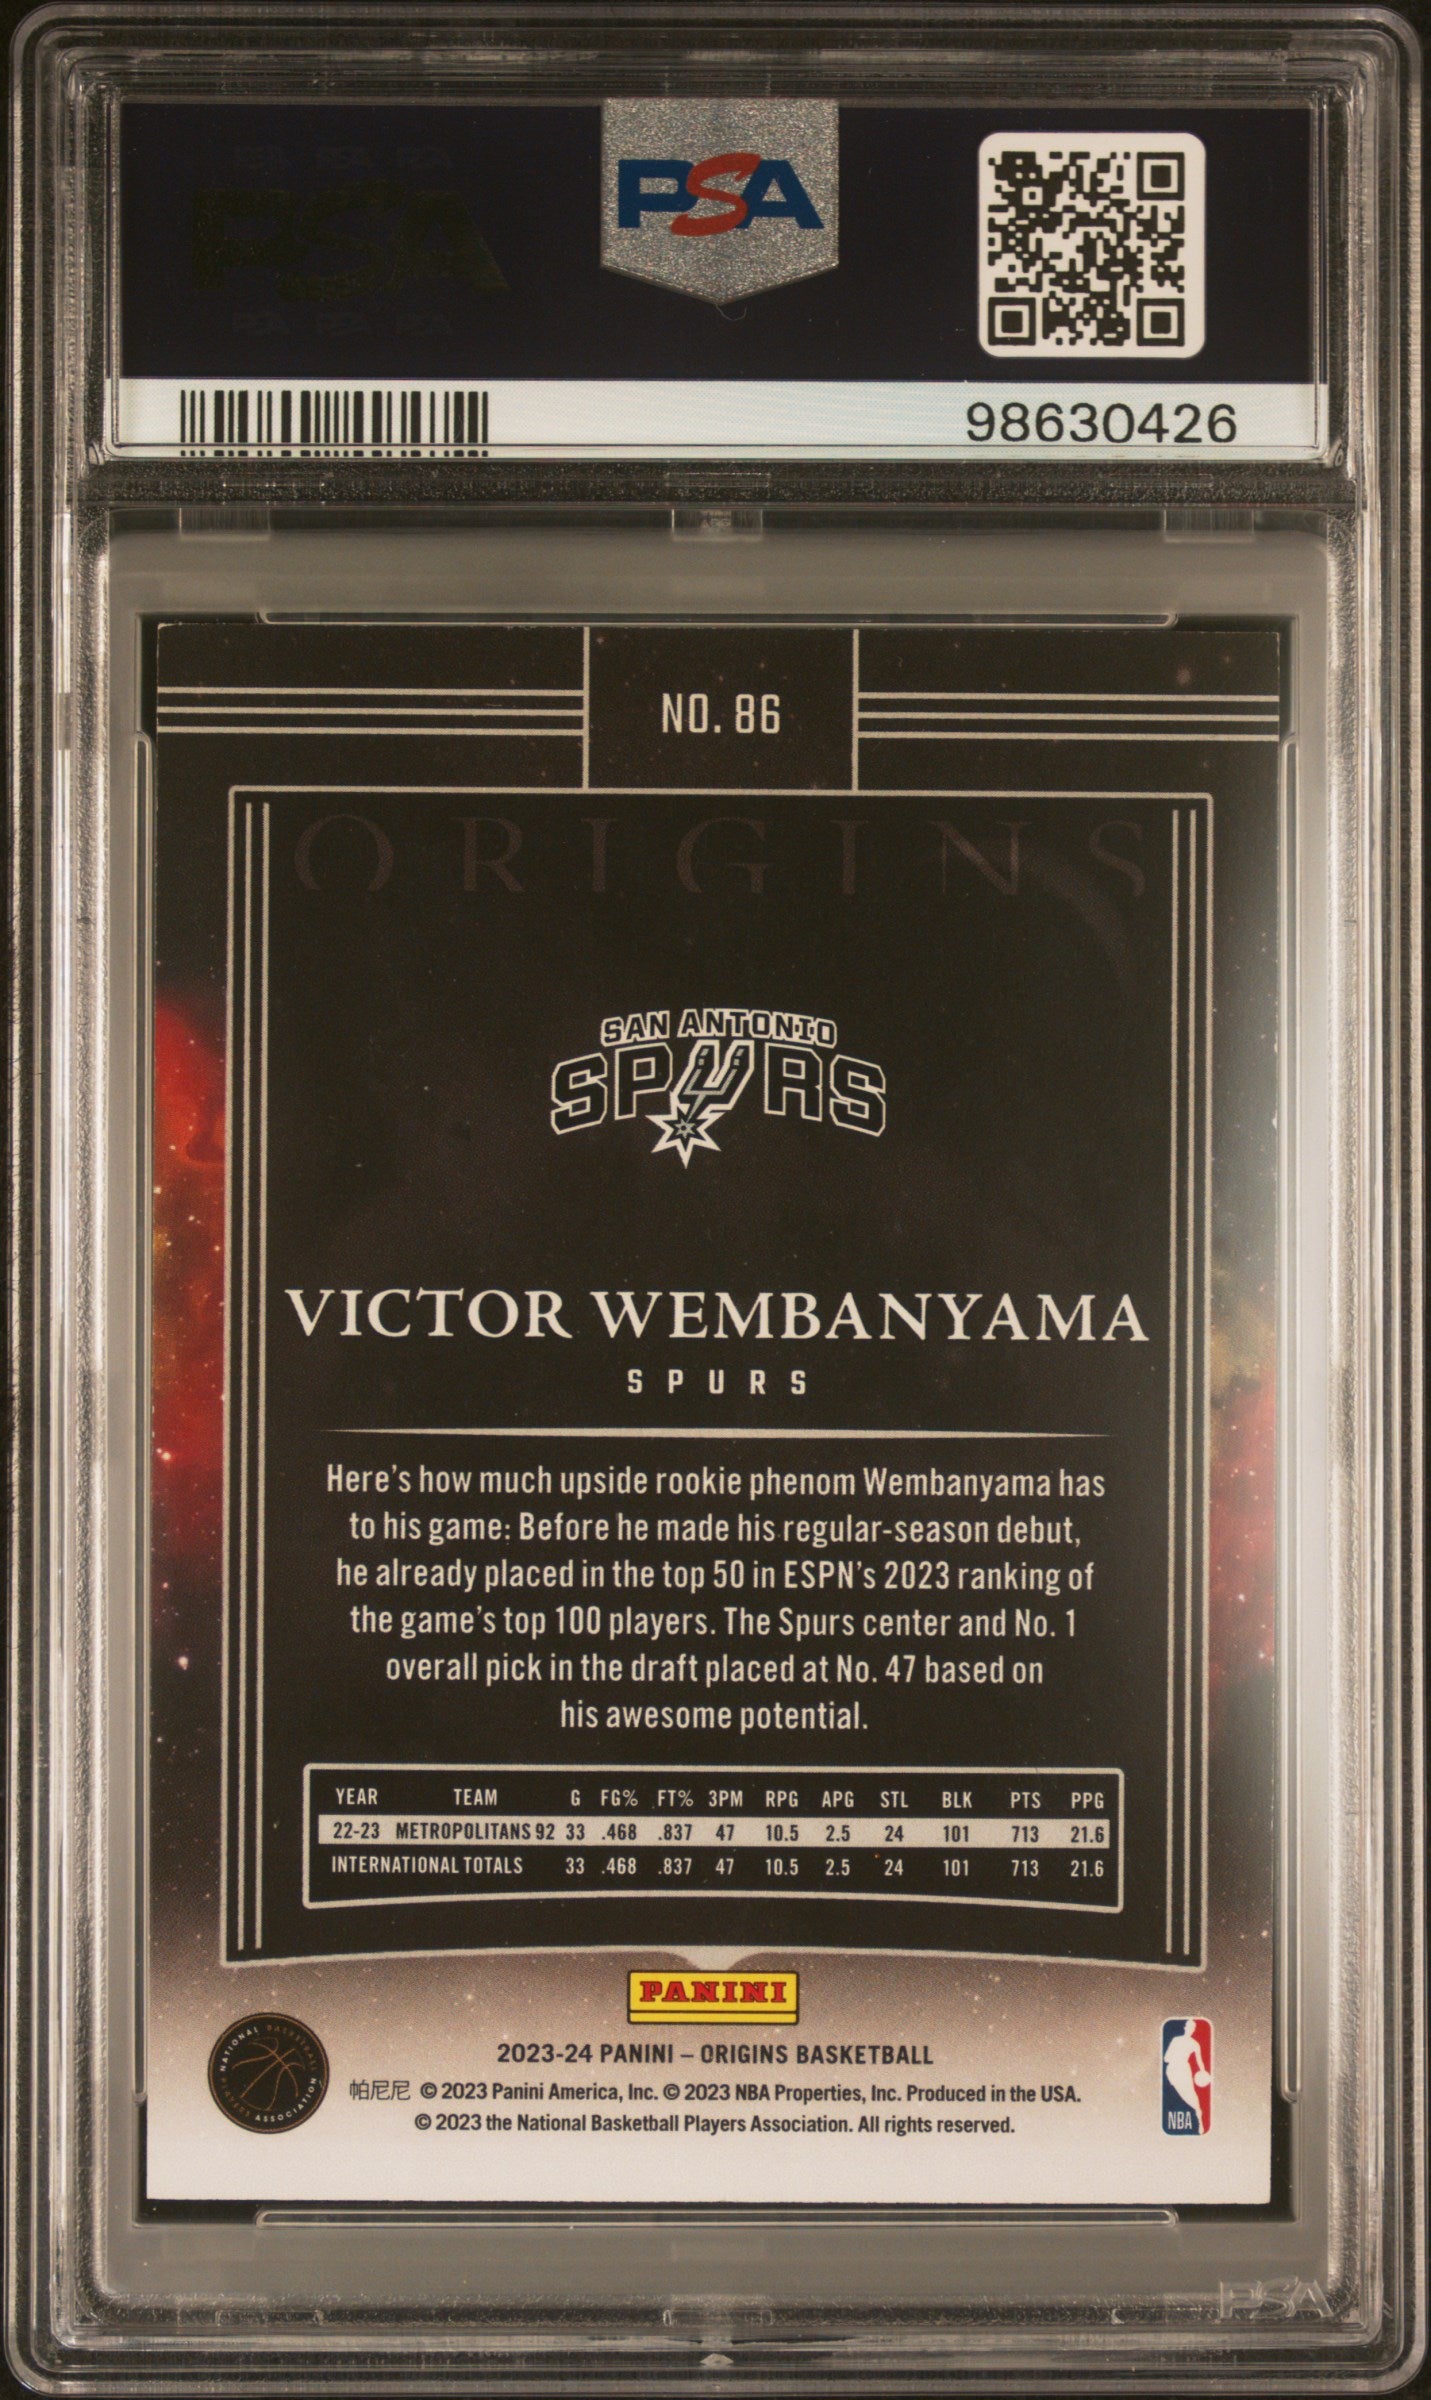 PSA
98630426
NO. 86
ORIGINS
SAN ANTONIO
SPURS
VICTOR WEMBANYAMA
SPURS
Here's how much upside rookie phenom Wembanyama has
to his game: Before he made his regular-season debut,
he already placed in the top 50 in ESPN's 2023 ranking of
the game's top 100 players. The Spurs center and No. 1
overall pick in the draft placed at No. 47 based on
his awesome potential.
YEAR TEAM G FG% FT% 3PM RPG APG STL BLK PTS PPG
22-23 METROPOLITANS 92 33 .468 .837 47 10.5 2.5 24 101 713 21.6
INTERNATIONAL TOTALS 33 .468 .837 47 10.5 2.5 24 101 713 21.6
PANINI
2023-24 PANINI – ORIGINS BASKETBALL
帕尼尼 © 2023 Panini America, Inc. © 2023 NBA Properties, Inc. Produced in the USA.
© 2023 the National Basketball Players Association. All rights reserved.
NATIONAL BASKETBALL PLAYERS ASSOCIATION
NBA
PSA